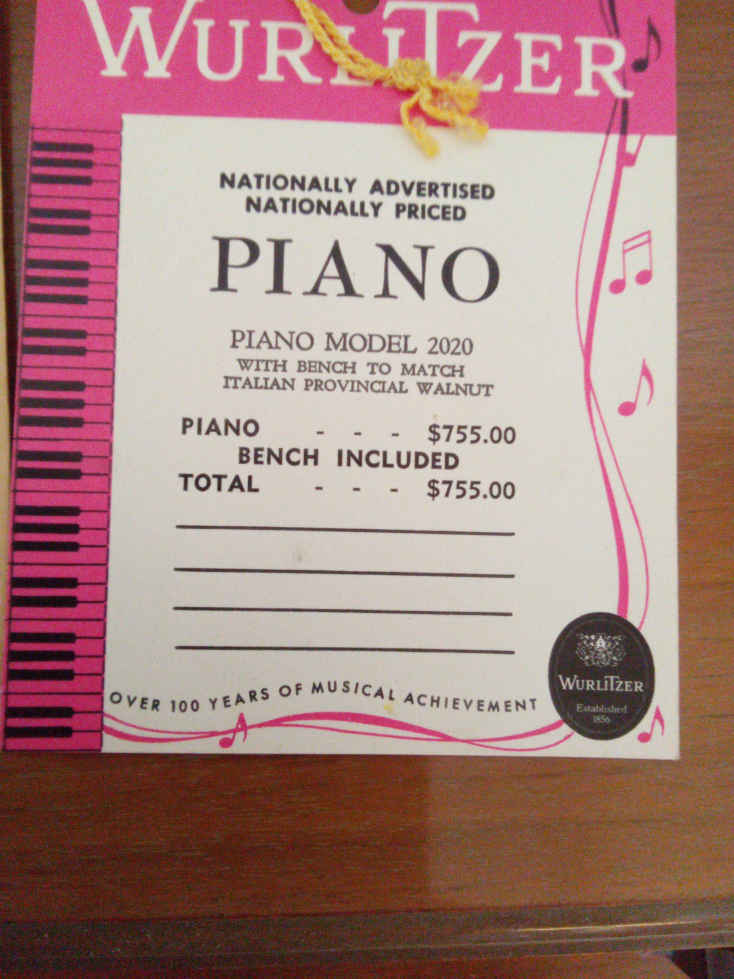 WURLITZER
NATIONALLY ADVERTISED
NATIONALLY PRICED
PIANO
PIANO MODEL 2020
WITH BENCH TO MATCH
ITALIAN PROVINCIAL WALNUT
PIANO - - - $755.00
BENCH INCLUDED
TOTAL - - - $755.00
OVER 100 YEARS OF MUSICAL ACHIEVEMENT
WURLITZER
Established
1856